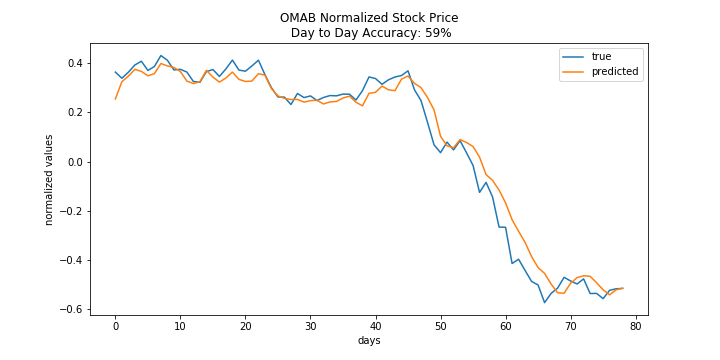 OMAB Normalized Stock Price
Day to Day Accuracy: 59%
true
predicted
normalized values
0.4
0.2
0.0
−0.2
−0.4
−0.6
0 10 20 30 40 50 60 70 80
days